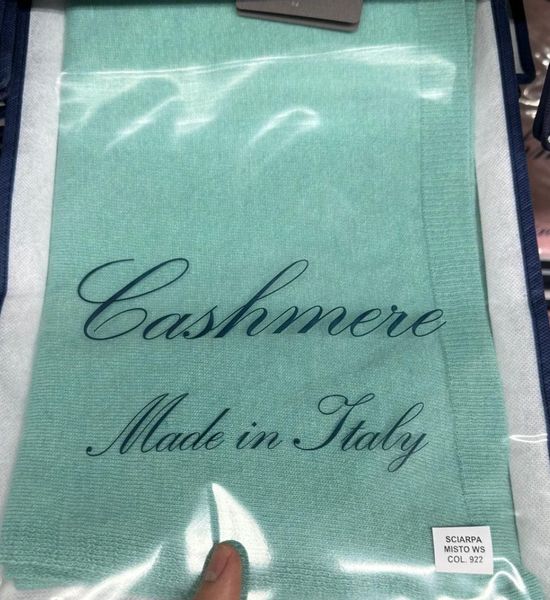 Cashmere
Made in Italy
SCIARPA
MISTO WS
COL. 922